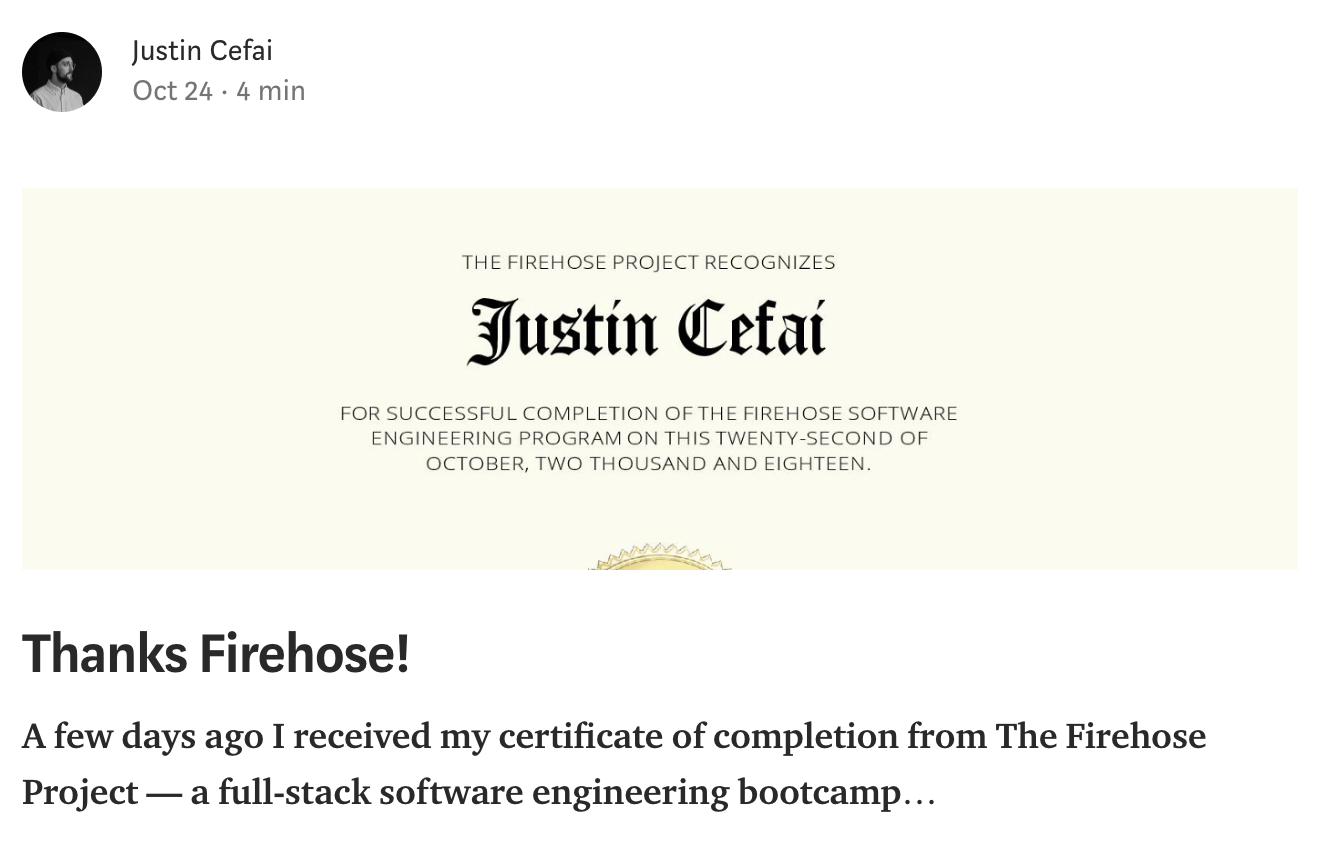 Justin Cefai
Oct 24 · 4 min
THE FIREHOSE PROJECT RECOGNIZES
Justin Cefai
FOR SUCCESSFUL COMPLETION OF THE FIREHOSE SOFTWARE
ENGINEERING PROGRAM ON THIS TWENTY-SECOND OF
OCTOBER, TWO THOUSAND AND EIGHTEEN.
Thanks Firehose!
A few days ago I received my certificate of completion from The Firehose
Project — a full-stack software engineering bootcamp…